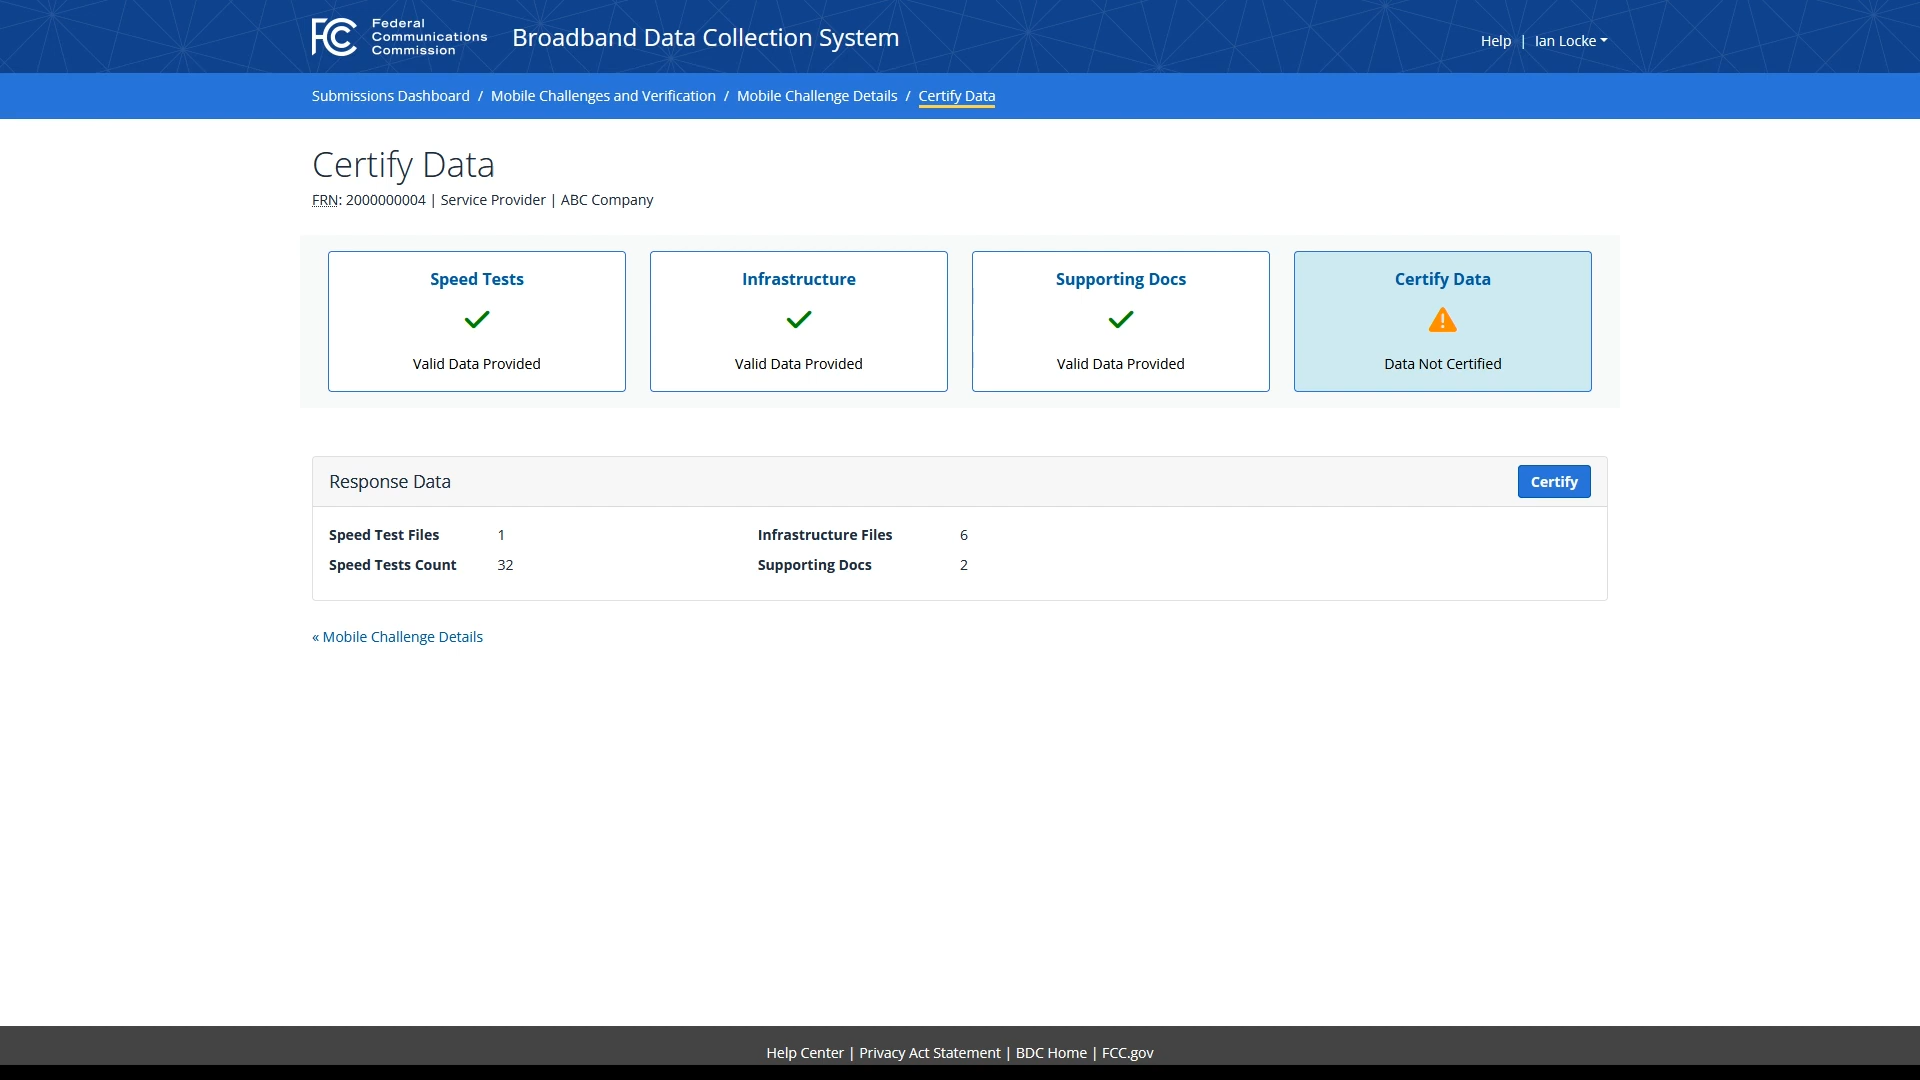 FCC Federal Communications Commission
Broadband Data Collection System
Help | Ian Locke
Submissions Dashboard / Mobile Challenges and Verification / Mobile Challenge Details / Certify Data
Certify Data
FRN: 2000000004 | Service Provider | ABC Company
Speed Tests
Valid Data Provided
Infrastructure
Valid Data Provided
Supporting Docs
Valid Data Provided
Certify Data
Data Not Certified
Response Data
Certify
Speed Test Files 1
Infrastructure Files 6
Speed Tests Count 32
Supporting Docs 2
« Mobile Challenge Details
Help Center | Privacy Act Statement | BDC Home | FCC.gov